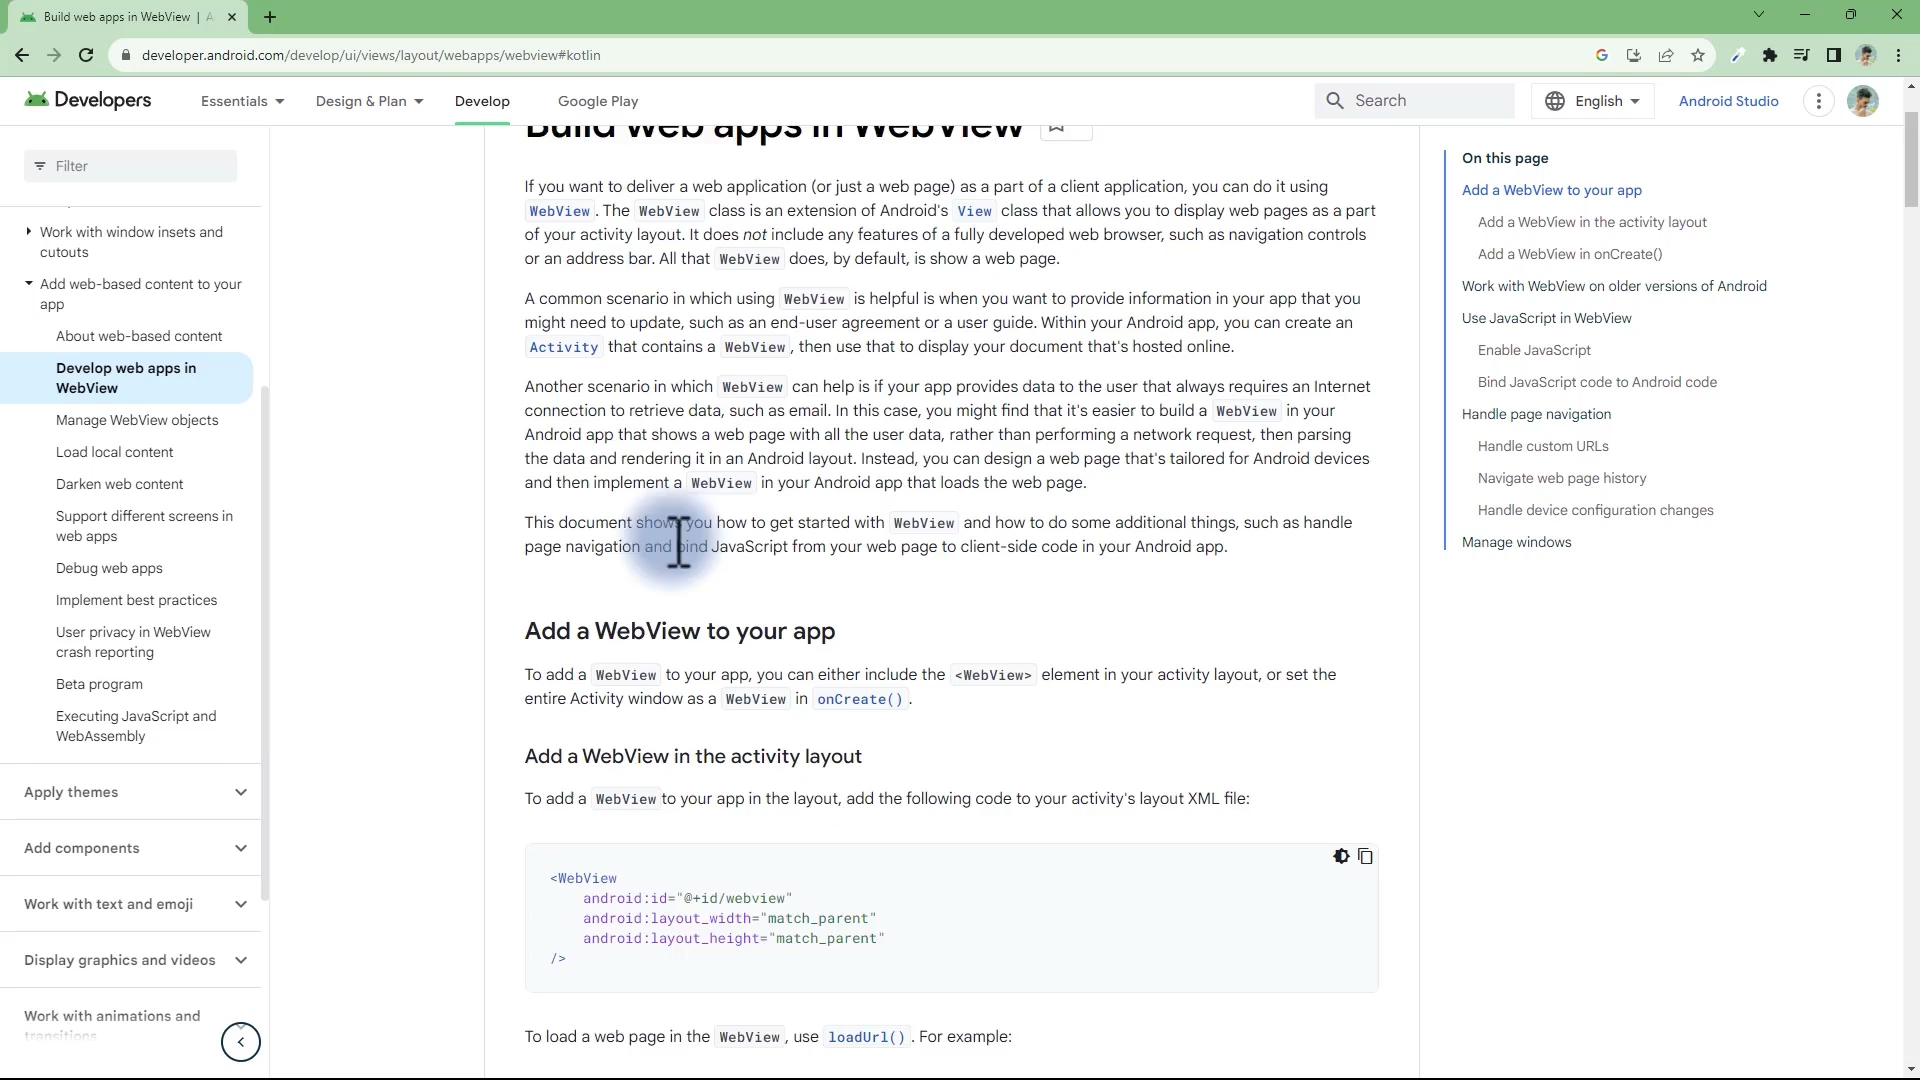 Build web apps in WebView | A
developer.android.com/develop/ui/views/layout/webapps/webview#kotlin
Developers
Essentials
Design & Plan
Develop
Google Play
Search
English
Android Studio
Filter
Work with window insets and
cutouts
Add web-based content to your
app
About web-based content
Develop web apps in
WebView
Manage WebView objects
Load local content
Darken web content
Support different screens in
web apps
Debug web apps
Implement best practices
User privacy in WebView
crash reporting
Beta program
Executing JavaScript and
WebAssembly
Apply themes
Add components
Work with text and emoji
Display graphics and videos
Work with animations and
transitions
Build web apps in WebView
If you want to deliver a web application (or just a web page) as a part of a client application, you can do it using
WebView. The WebView class is an extension of Android's View class that allows you to display web pages as a part
of your activity layout. It does not include any features of a fully developed web browser, such as navigation controls
or an address bar. All that WebView does, by default, is show a web page.
A common scenario in which using WebView is helpful is when you want to provide information in your app that you
might need to update, such as an end-user agreement or a user guide. Within your Android app, you can create an
Activity that contains a WebView, then use that to display your document that's hosted online.
Another scenario in which WebView can help is if your app provides data to the user that always requires an Internet
connection to retrieve data, such as email. In this case, you might find that it's easier to build a WebView in your
Android app that shows a web page with all the user data, rather than performing a network request, then parsing
the data and rendering it in an Android layout. Instead, you can design a web page that's tailored for Android devices
and then implement a WebView in your Android app that loads the web page.
This document shows you how to get started with WebView and how to do some additional things, such as handle
page navigation and bind JavaScript from your web page to client-side code in your Android app.
Add a WebView to your app
To add a WebView to your app, you can either include the <WebView> element in your activity layout, or set the
entire Activity window as a WebView in onCreate().
Add a WebView in the activity layout
To add a WebView to your app in the layout, add the following code to your activity's layout XML file:
<WebView
android:id="@+id/webview"
android:layout_width="match_parent"
android:layout_height="match_parent"
/>
To load a web page in the WebView, use loadUrl(). For example:
On this page
Add a WebView to your app
Add a WebView in the activity layout
Add a WebView in onCreate()
Work with WebView on older versions of Android
Use JavaScript in WebView
Enable JavaScript
Bind JavaScript code to Android code
Handle page navigation
Handle custom URLs
Navigate web page history
Handle device configuration changes
Manage windows